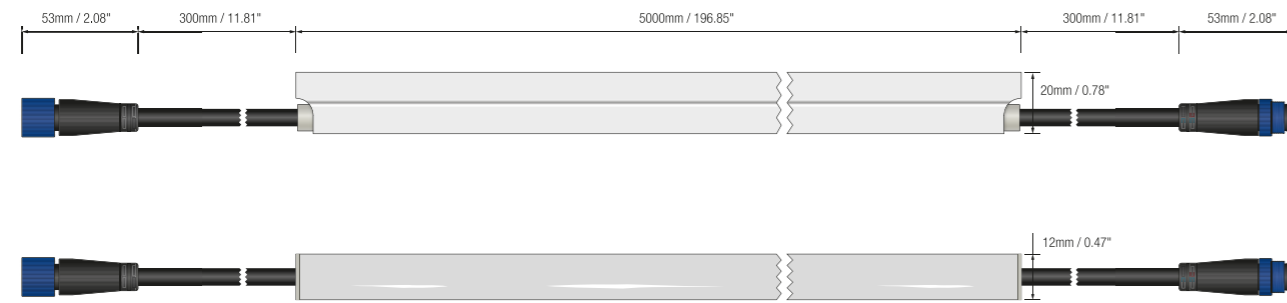 53mm / 2.08"
300mm / 11.81"
5000mm / 196.85"
300mm / 11.81"
53mm / 2.08"
20mm / 0.78"
12mm / 0.47"